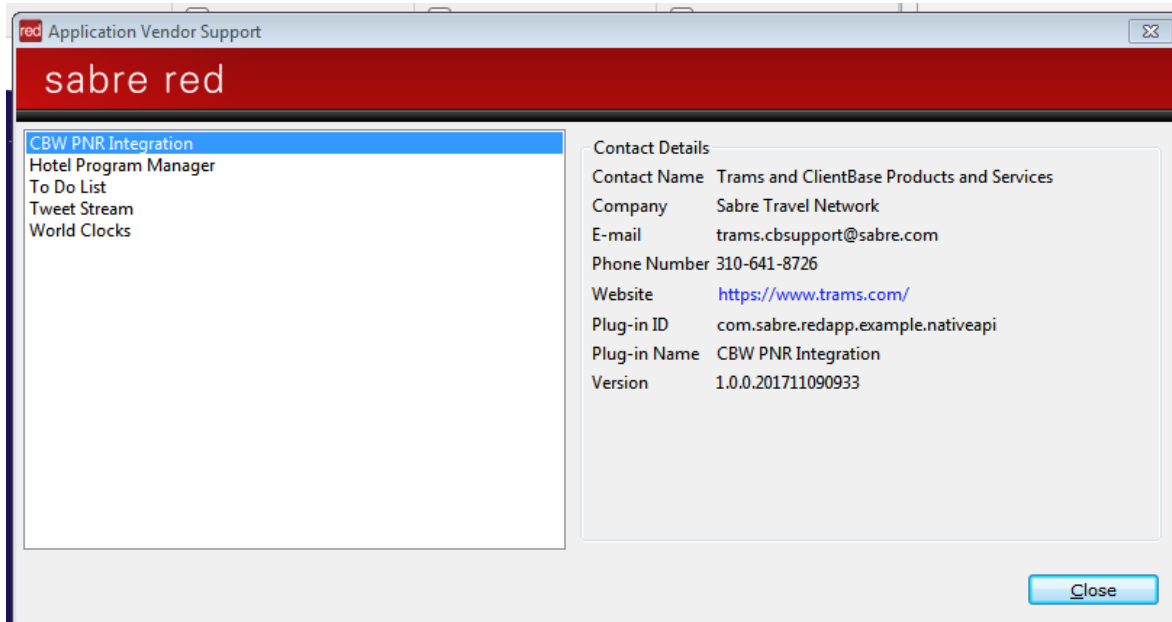 red Application Vendor Support
sabre red
CBW PNR Integration
Hotel Program Manager
To Do List
Tweet Stream
World Clocks
Contact Details
Contact Name Trams and ClientBase Products and Services
Company Sabre Travel Network
E-mail trams.cbsupport@sabre.com
Phone Number 310-641-8726
Website https://www.trams.com/
Plug-in ID com.sabre.redapp.example.nativeapi
Plug-in Name CBW PNR Integration
Version 1.0.0.201711090933
Close